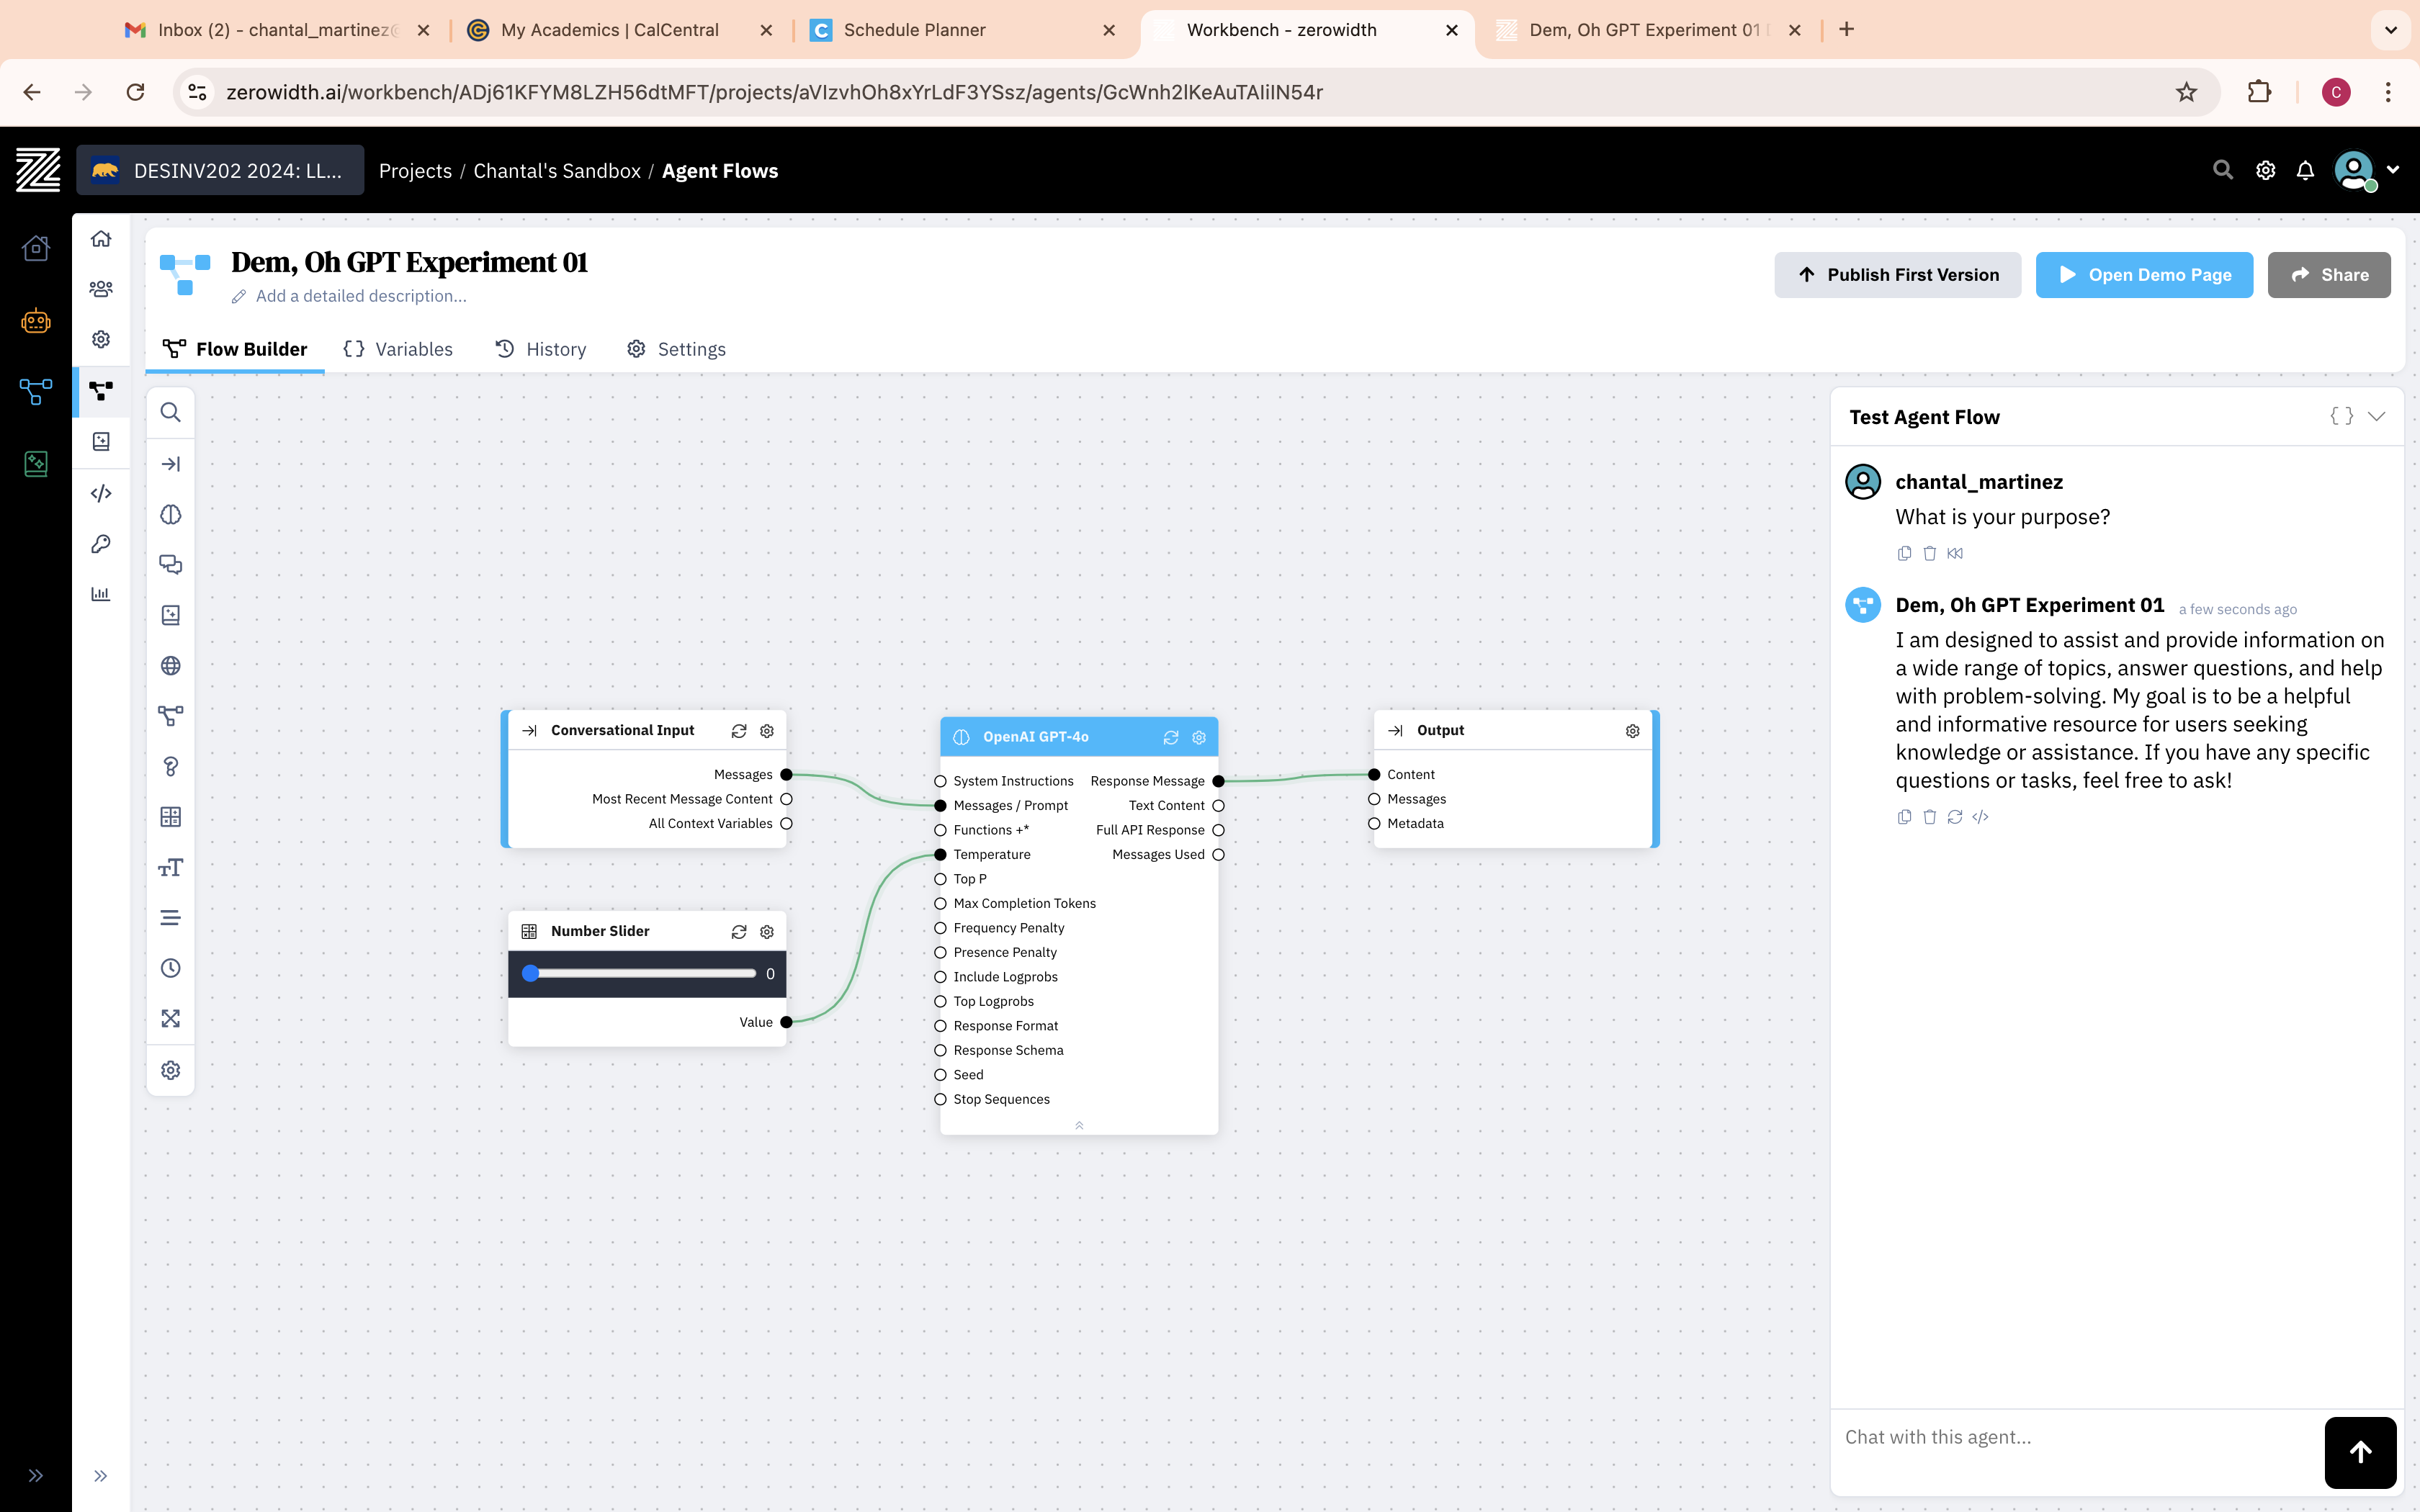 Inbox (2) - chantal_martinez@
My Academics | CalCentral
Schedule Planner
Workbench - zerowidth
Dem, Oh GPT Experiment 01
zerowidth.ai/workbench/ADj61KFYM8LZH56dtMFT/projects/aVIzvhOh8xYrLdF3YSsz/agents/GcWnh2lKeAuTAIilN54r
C
DESINV202 2024: LL...
Projects / Chantal's Sandbox / Agent Flows
Dem, Oh GPT Experiment 01
Add a detailed description...
Publish First Version
Open Demo Page
Share
Flow Builder
Variables
History
Settings
Conversational Input
Messages
Most Recent Message Content
All Context Variables
Number Slider
0
Value
OpenAI GPT-4o
System Instructions
Response Message
Messages / Prompt
Text Content
Functions +*
Full API Response
Temperature
Messages Used
Top P
Max Completion Tokens
Frequency Penalty
Presence Penalty
Include Logprobs
Top Logprobs
Response Format
Response Schema
Seed
Stop Sequences
Output
Content
Messages
Metadata
Test Agent Flow
chantal_martinez
What is your purpose?
Dem, Oh GPT Experiment 01 a few seconds ago
I am designed to assist and provide information on
a wide range of topics, answer questions, and help
with problem-solving. My goal is to be a helpful
and informative resource for users seeking
knowledge or assistance. If you have any specific
questions or tasks, feel free to ask!
Chat with this agent...